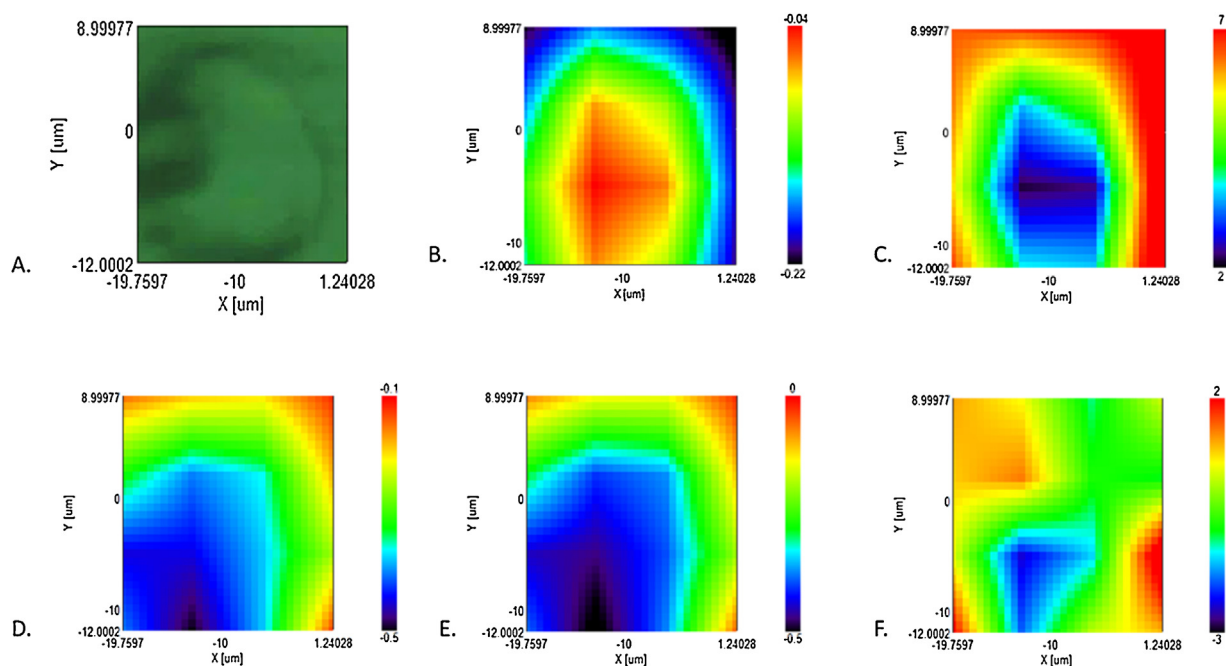 8.99977
Y [um]
0
-12.0002
-19.7597 -10 1.24028
X [um]
A.
8.99977
Y [um]
0
-10
-12.0002
-19.7597 -10 1.24028
X [um]
-0.04
-0.22
B.
8.99977
Y [um]
0
-10
-12.0002
-19.7597 -10 1.24028
X [um]
7
2
C.
8.99977
Y [um]
0
-10
-12.0002
-19.7597 -10 1.24028
X [um]
-0.1
-0.5
D.
8.99977
Y [um]
0
-10
-12.0002
-19.7597 -10 1.24028
X [um]
0
-0.5
E.
8.99977
Y [um]
0
-10
-12.0002
-19.7597 -10 1.24028
X [um]
2
-3
F.